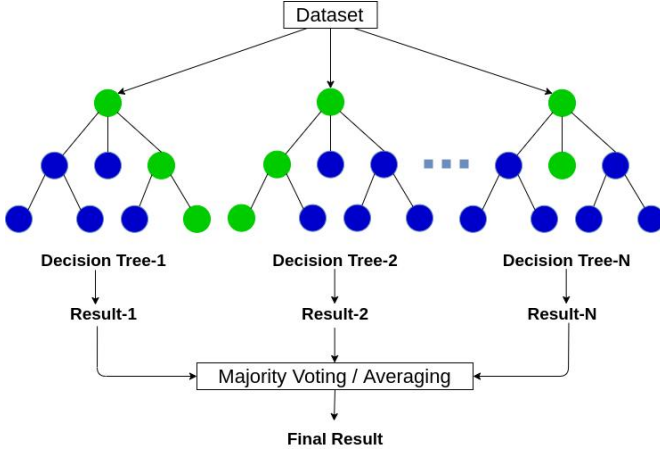 Dataset
Decision Tree-1
Decision Tree-2
Decision Tree-N
Result-1
Result-2
Result-N
Majority Voting / Averaging
Final Result